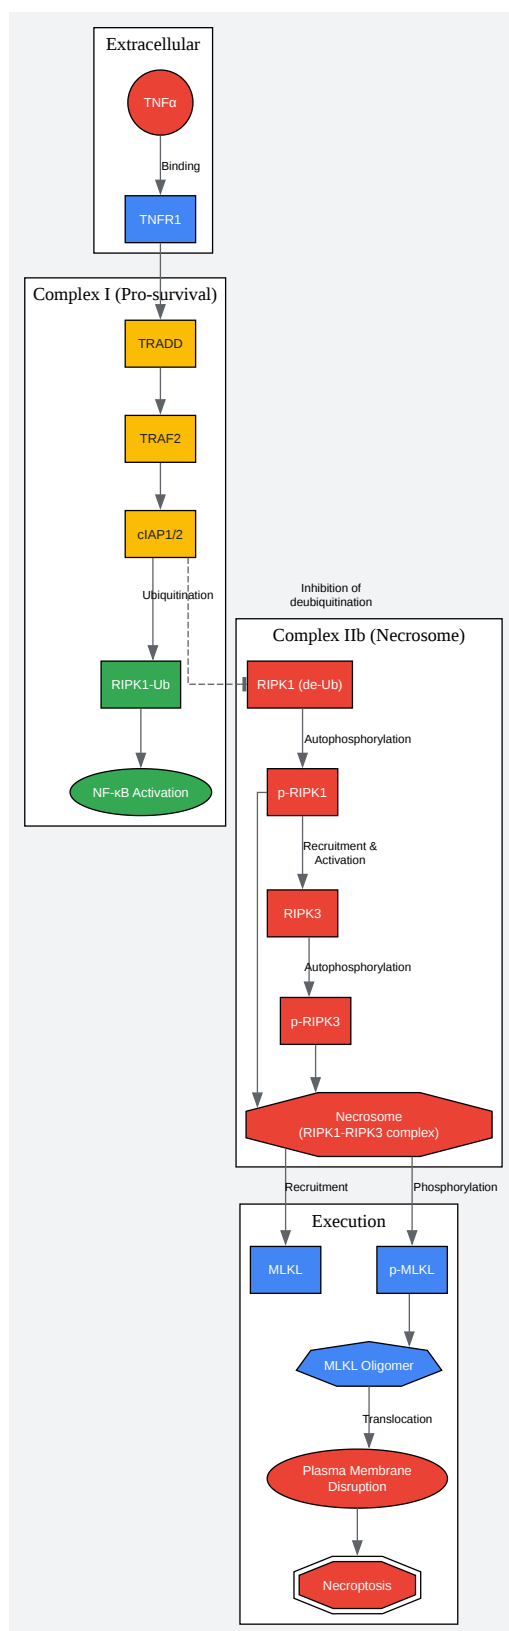 Extracellular
TNFα
Binding
TNFR1
Complex I (Pro-survival)
TRADD
TRAF2
cIAP1/2
Ubiquitination
Inhibition of
deubiquitination
Complex IIb (Necrosome)
RIPK1-Ub
RIPK1 (de-Ub)
Autophosphorylation
NF-κB Activation
p-RIPK1
Recruitment &
Activation
RIPK3
Autophosphorylation
p-RIPK3
Necrosome
(RIPK1-RIPK3 complex)
Recruitment
Phosphorylation
Execution
MLKL
p-MLKL
MLKL Oligomer
Translocation
Plasma Membrane
Disruption
Necroptosis